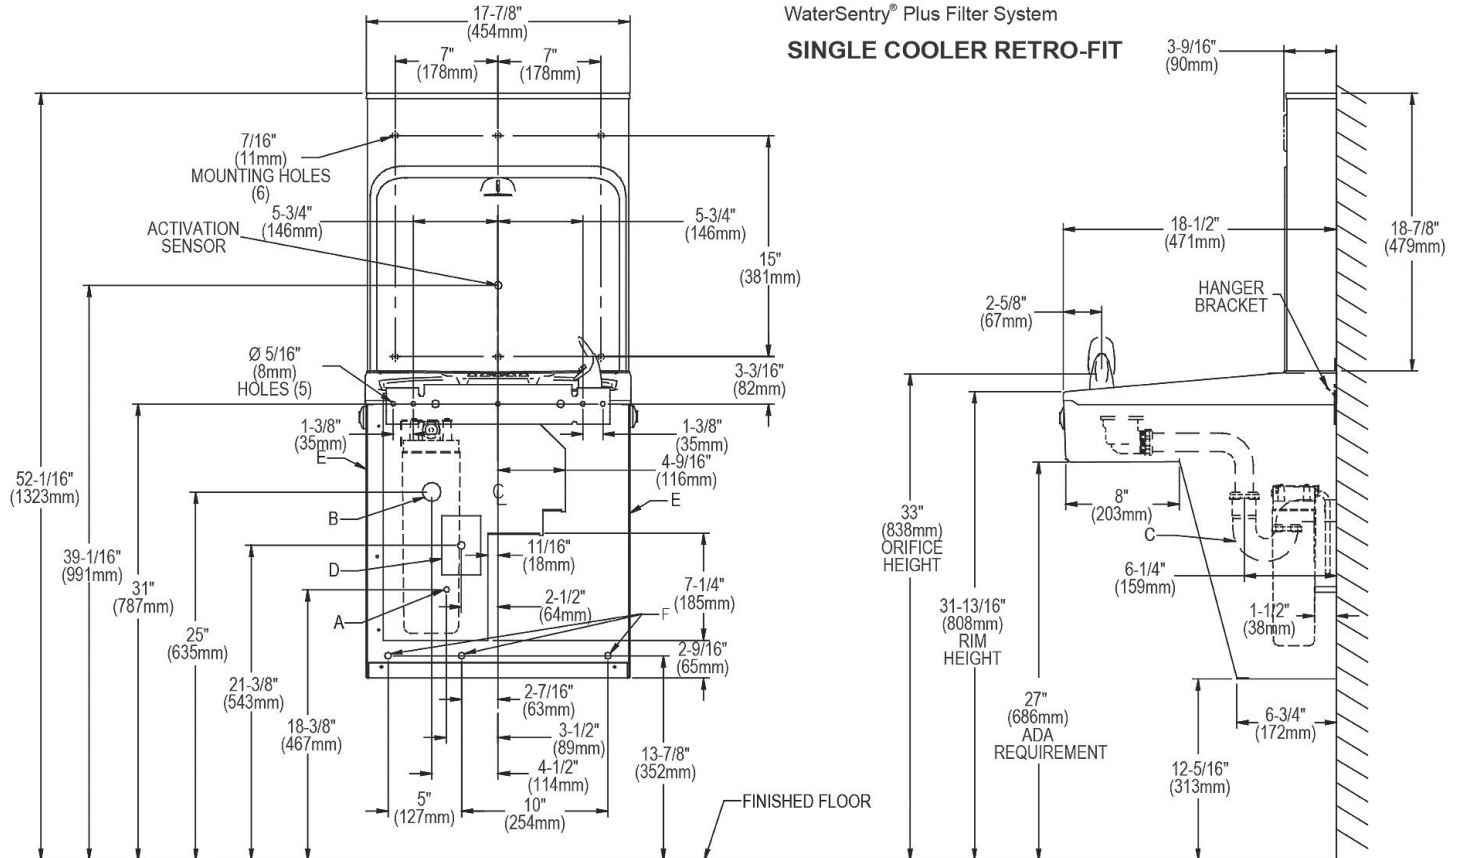 WaterSentry® Plus Filter System
SINGLE COOLER RETRO-FIT
17-7/8"
(454mm)
7"
(178mm)
7"
(178mm)
7/16"
(11mm)
MOUNTING HOLES
(6)
5-3/4"
(146mm)
5-3/4"
(146mm)
ACTIVATION
SENSOR
15"
(381mm)
Ø 5/16"
(8mm)
HOLES (5)
3-3/16"
(82mm)
1-3/8"
(35mm)
1-3/8"
(35mm)
E
4-9/16"
(116mm)
C
E
B
52-1/16"
(1323mm)
39-1/16"
(991mm)
31"
(787mm)
11/16"
(18mm)
D
7-1/4"
(185mm)
2-1/2"
(64mm)
F
A
25"
(635mm)
2-9/16"
(65mm)
21-3/8"
(543mm)
2-7/16"
(63mm)
18-3/8"
(467mm)
3-1/2"
(89mm)
4-1/2"
(114mm)
13-7/8"
(352mm)
5"
(127mm)
10"
(254mm)
FINISHED FLOOR
3-9/16"
(90mm)
18-1/2"
(471mm)
18-7/8"
(479mm)
HANGER
BRACKET
2-5/8"
(67mm)
8"
(203mm)
33"
(838mm)
ORIFICE
HEIGHT
C
6-1/4"
(159mm)
1-1/2"
(38mm)
31-13/16"
(808mm)
RIM
HEIGHT
27"
(686mm)
ADA
REQUIREMENT
6-3/4"
(172mm)
12-5/16"
(313mm)